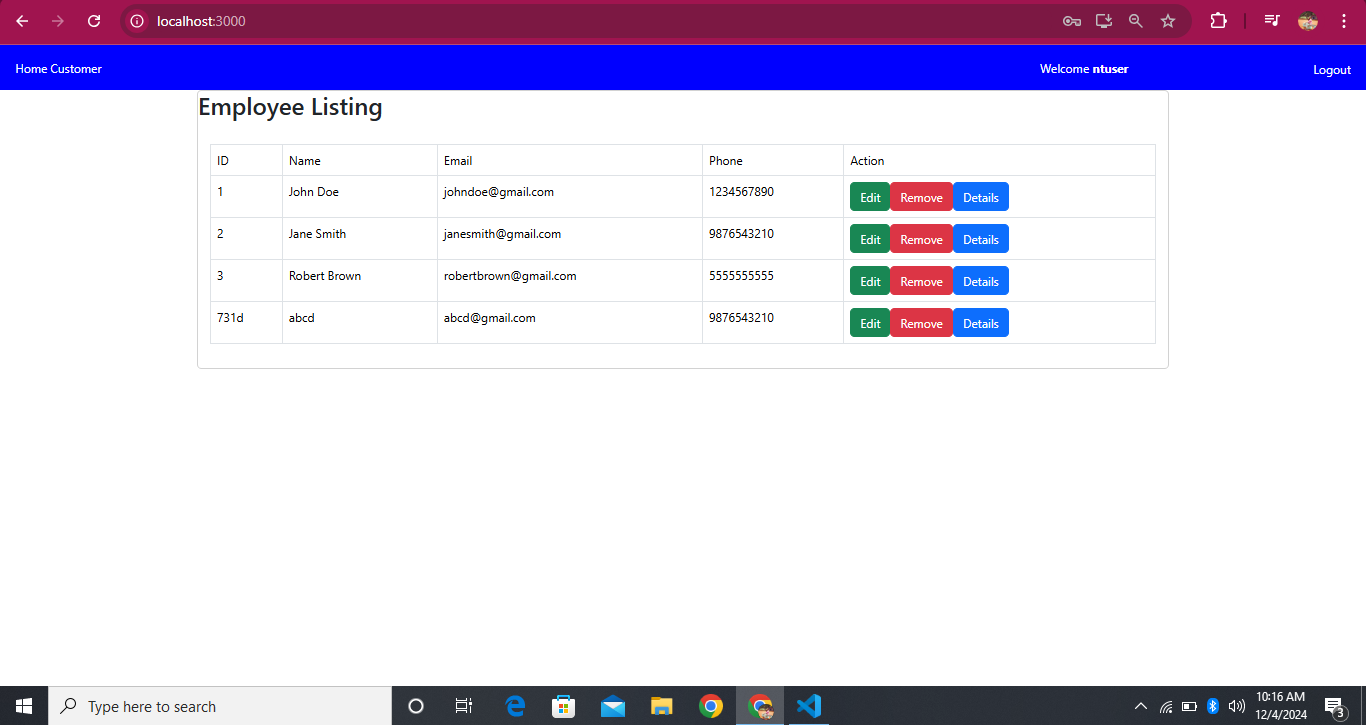 localhost:3000
Home Customer Welcome ntuser Logout
Employee Listing
ID Name Email Phone Action
1 John Doe johndoe@gmail.com 1234567890 Edit Remove Details
2 Jane Smith janesmith@gmail.com 9876543210 Edit Remove Details
3 Robert Brown robertbrown@gmail.com 5555555555 Edit Remove Details
731d abcd abcd@gmail.com 9876543210 Edit Remove Details
Type here to search
10:16 AM
12/4/2024
3